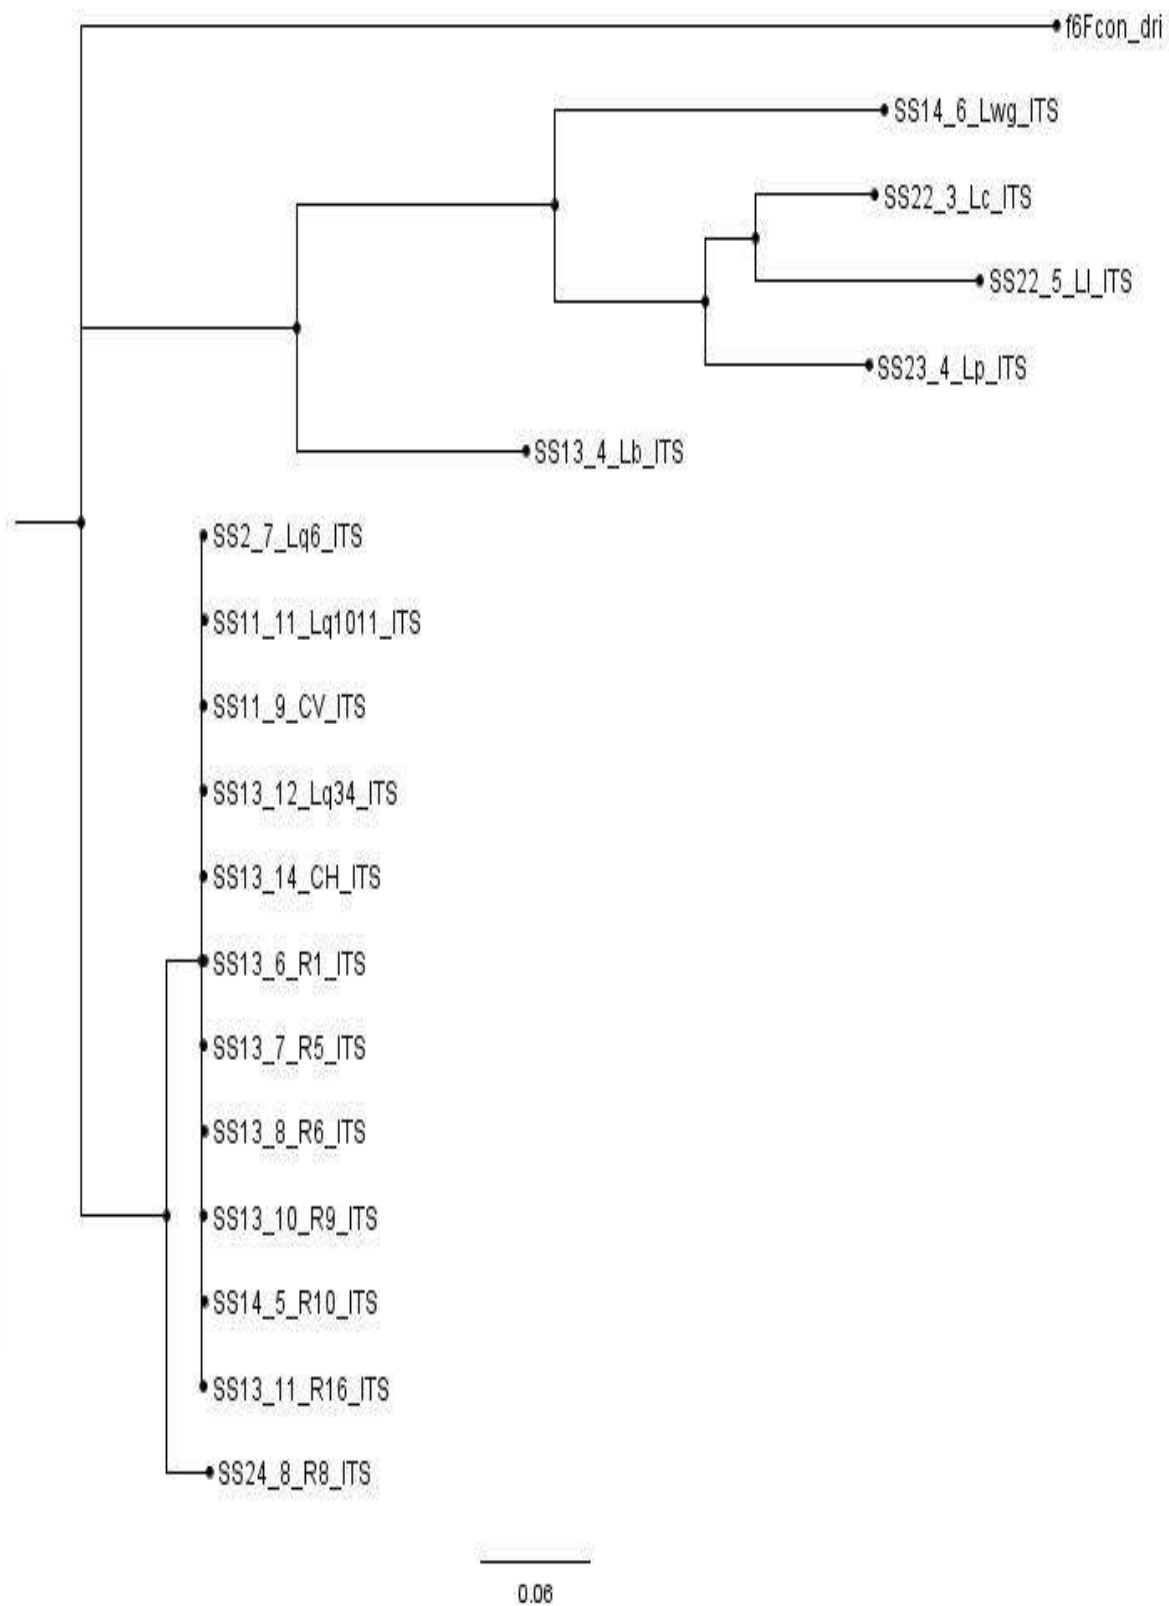 f6Fcon_dri
SS14_6_Lwg_ITS
SS22_3_Lc_ITS
SS22_5_Ll_ITS
SS23_4_Lp_ITS
SS13_4_Lb_ITS
SS2_7_Lq6_ITS
SS11_11_Lq1011_ITS
SS11_9_CV_ITS
SS13_12_Lq34_ITS
SS13_14_CH_ITS
SS13_6_R1_ITS
SS13_7_R5_ITS
SS13_8_R6_ITS
SS13_10_R9_ITS
SS14_5_R10_ITS
SS13_11_R16_ITS
SS24_8_R8_ITS
0.06